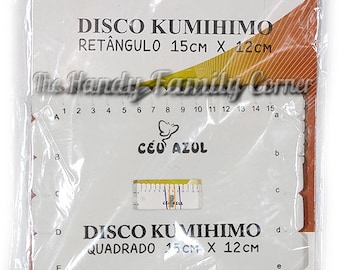 DISCO KUMIHIMO
RETÂNGULO 15CM X 12CM
The Handy Family Corner
1 2 3 4 5 6 7 8 9 10 11 12 13 14 15
A a
B b
CÉU AZUL
C c
DISCO KUMIHIMO
QUADRADO 15CM X 12CM
e